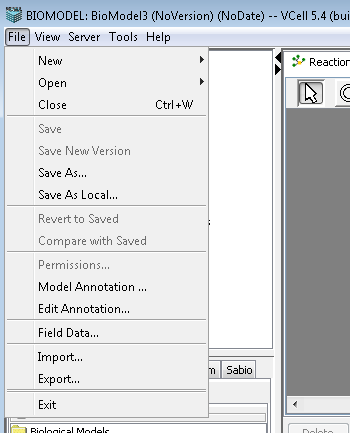 BIOMODEL: BioModel3 (NoVersion) (NoDate) -- VCell 5.4 (bui
File View Server Tools Help
New
Open
Close Ctrl+W
Save
Save New Version
Save As...
Save As Local...
Revert to Saved
Compare with Saved
Permissions...
Model Annotation ...
Edit Annotation...
Field Data...
Import...
Export...
Exit
Reaction
m Sabio
Biological Models
Delete